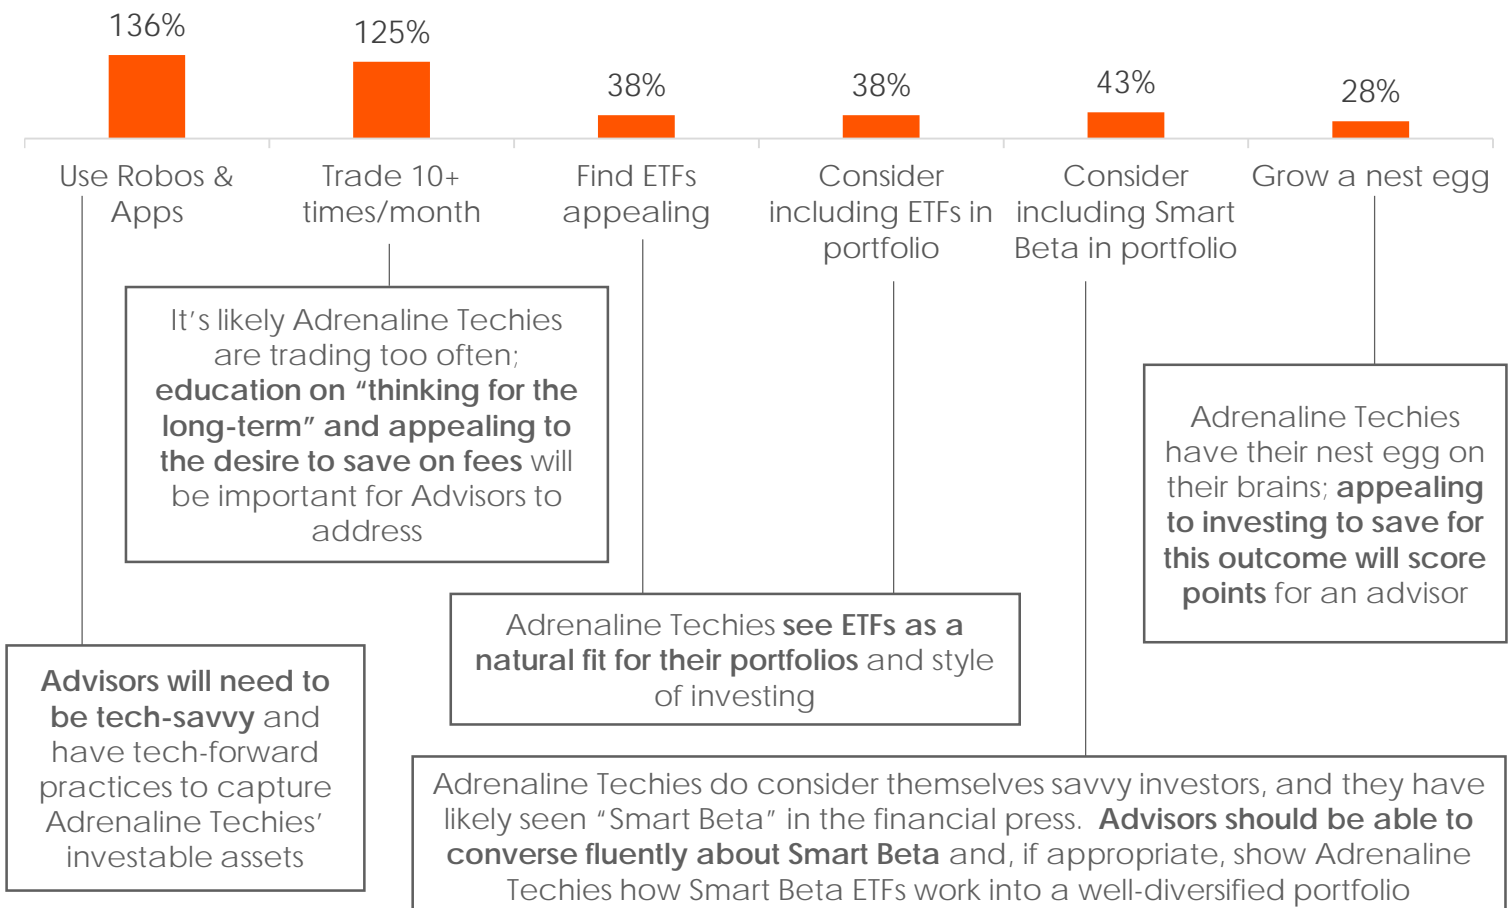 136%
125%
38%
38%
43%
28%
Use Robos &
Apps
Trade 10+
times/month
Find ETFs
appealing
Consider
including ETFs in
portfolio
Consider
including Smart
Beta in portfolio
Grow a nest egg
It's likely Adrenaline Techies
are trading too often;
education on “thinking for the
long-term” and appealing to
the desire to save on fees will
be important for Advisors to
address
Adrenaline Techies
have their nest egg on
their brains; appealing
to investing to save for
this outcome will score
points for an advisor
Adrenaline Techies see ETFs as a
natural fit for their portfolios and style
of investing
Advisors will need to
be tech-savvy and
have tech-forward
practices to capture
Adrenaline Techies’
investable assets
Adrenaline Techies do consider themselves savvy investors, and they have
likely seen “Smart Beta” in the financial press. Advisors should be able to
converse fluently about Smart Beta and, if appropriate, show Adrenaline
Techies how Smart Beta ETFs work into a well-diversified portfolio